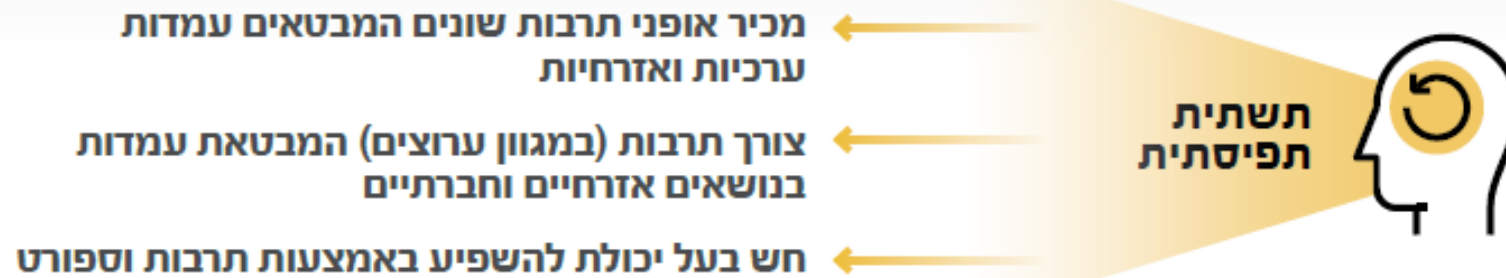 תשתית
תפיסתית
מכיר אופני תרבות שונים המבטאים עמדות
ערכיות ואזרחיות
צורך תרבות (במגוון ערוצים) המבטאת עמדות
בנושאים אזרחיים וחברתיים
חש בעל יכולת להשפיע באמצעות תרבות וספורט